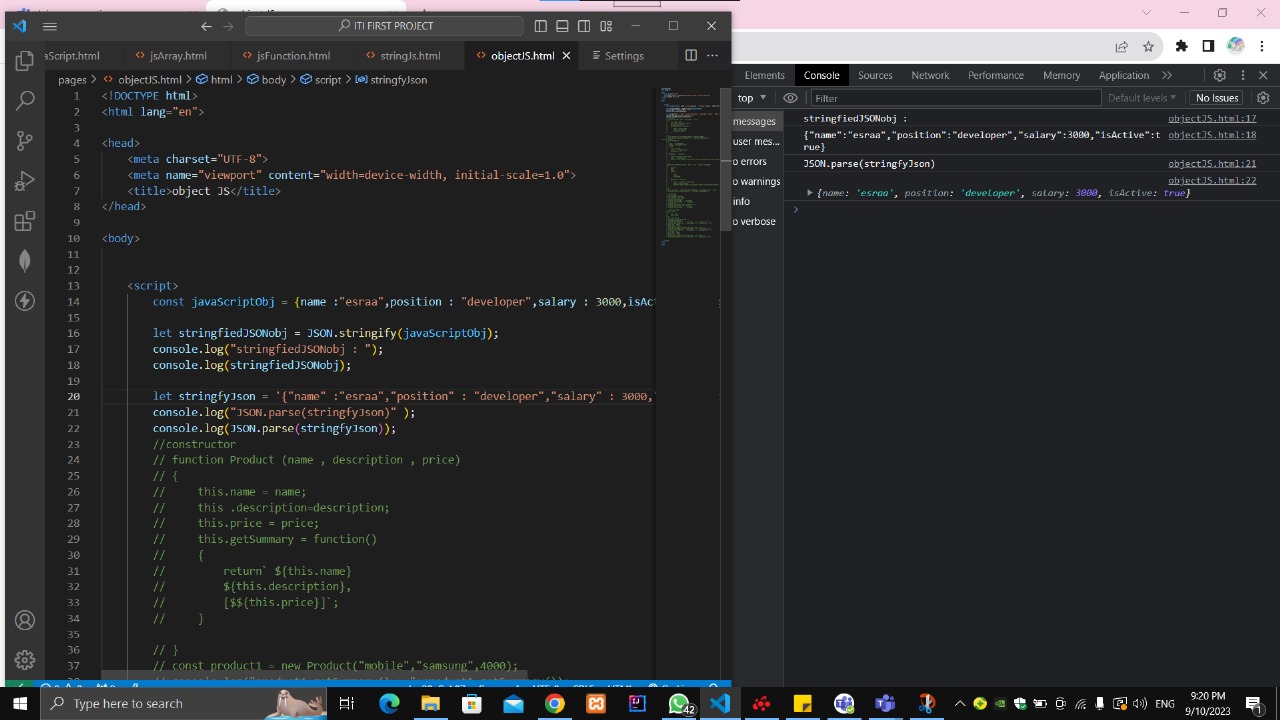 ITI FIRST PROJECT
aScript.html
jsArray.html
jsFunction.html
stringJs.html
objectJS.html
Settings
pages > objectJS.html > html > body > script > stringfyJson
1 <!DOCTYPE html>
2 <html lang="en">
3
4 <head>
5 <meta charset="UTF-8">
6 <meta name="viewport" content="width=device-width, initial-scale=1.0">
7 <title>object JS</title>
8 </head>
9
10 <body>
11
12
13 <script>
14 const javaScriptObj = {name :"esraa",position : "developer",salary : 3000,isAct
15
16 let stringfiedJSONobj = JSON.stringify(javaScriptObj);
17 console.log("stringfiedJSONobj : ");
18 console.log(stringfiedJSONobj);
19
20 let stringfyJson = '{"name" :"esraa","position" : "developer","salary" : 3000,"
21 console.log("JSON.parse(stringfyJson)" );
22 console.log(JSON.parse(stringfyJson));
23 //constructor
24 // function Product (name , description , price)
25 // {
26 // this.name = name;
27 // this .description=description;
28 // this.price = price;
29 // this.getSummary = function()
30 // {
31 // return` ${this.name}
32 // ${this.description},
33 // [$${this.price}]`;
34 // }
35
36 // }
37 // const product1 = new Product("mobile","samsung",4000);
Elements Console Sources Network Performance Memory Application
top Filter Default levels No Issues
messages
user mes...
o errors
o warnings
info
o verbose
stringfiedJSONobj : objectJS.html:17
{"name":"esraa","position":"developer","salary":3000,"isActive":t objectJS.html:18
rue}
JSON.parse(stringfyJson) objectJS.html:21
objectJS.html:22
{name: 'esraa', position: 'developer', salary: 3000, isActive: true}
Type here to search
42
ENG
9:20 PM
9/10/2023
1